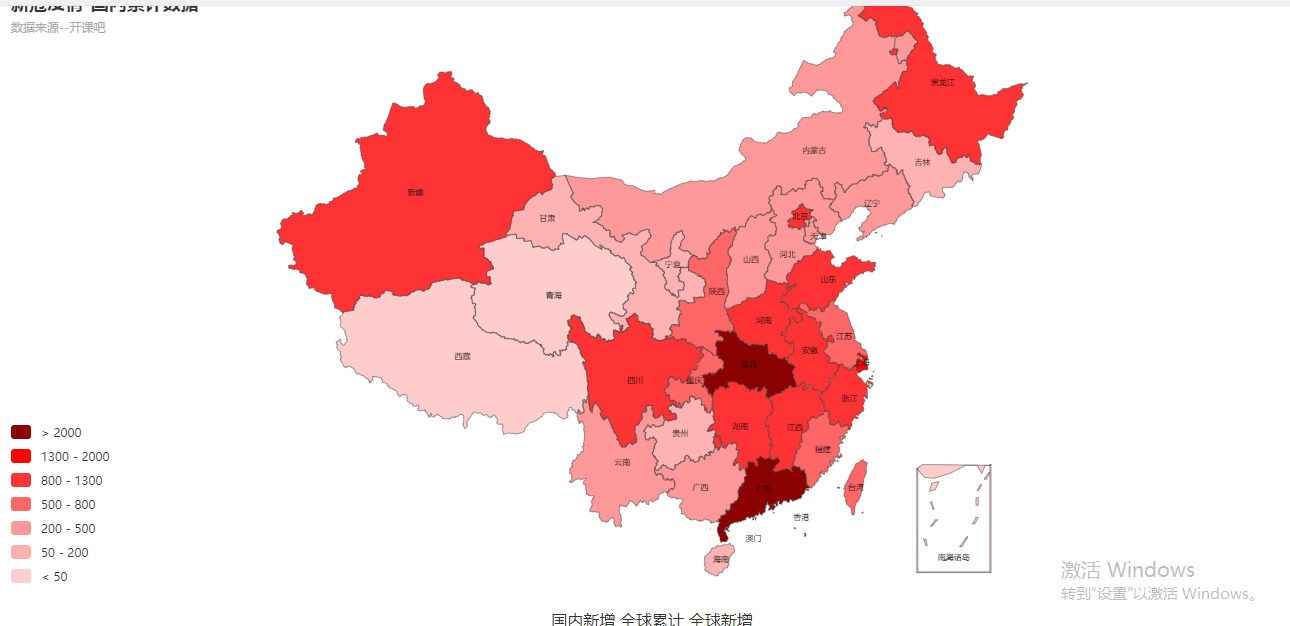 新冠疫情-国内累计数据
数据来源--开课吧
黑龙江
内蒙古
吉林
新疆
辽宁
北京
甘肃
天津
河北
山西
宁夏
山东
陕西
青海
河南
江苏
安徽
西藏
湖北
上海
四川
重庆
浙江
湖南
江西
贵州
福建
云南
广西
广东
台湾
香港
澳门
海南
南海诸岛
> 2000
1300 - 2000
800 - 1300
500 - 800
200 - 500
50 - 200
< 50
激活 Windows
转到"设置"以激活 Windows。
国内新增 全球累计 全球新增